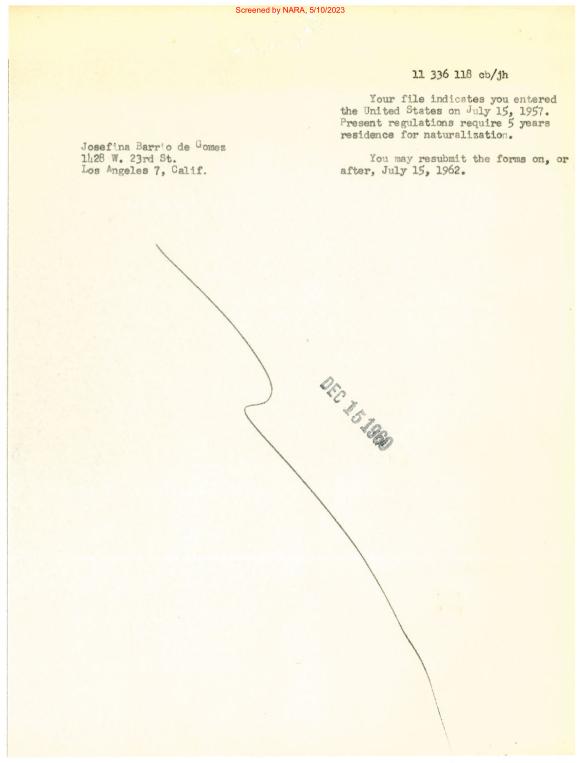 Screened by NARA, 5/10/2023
11 336 118 cb/jh
Your file indicates you entered
the United States on July 15, 1957.
Present regulations require 5 years
residence for naturalization.
Josefina Barrio de Gomes
1428 W. 23rd St.
Los Angeles 7, Calif.
You may resubmit the forms on, or
after, July 15, 1962.
DEC 15 1960